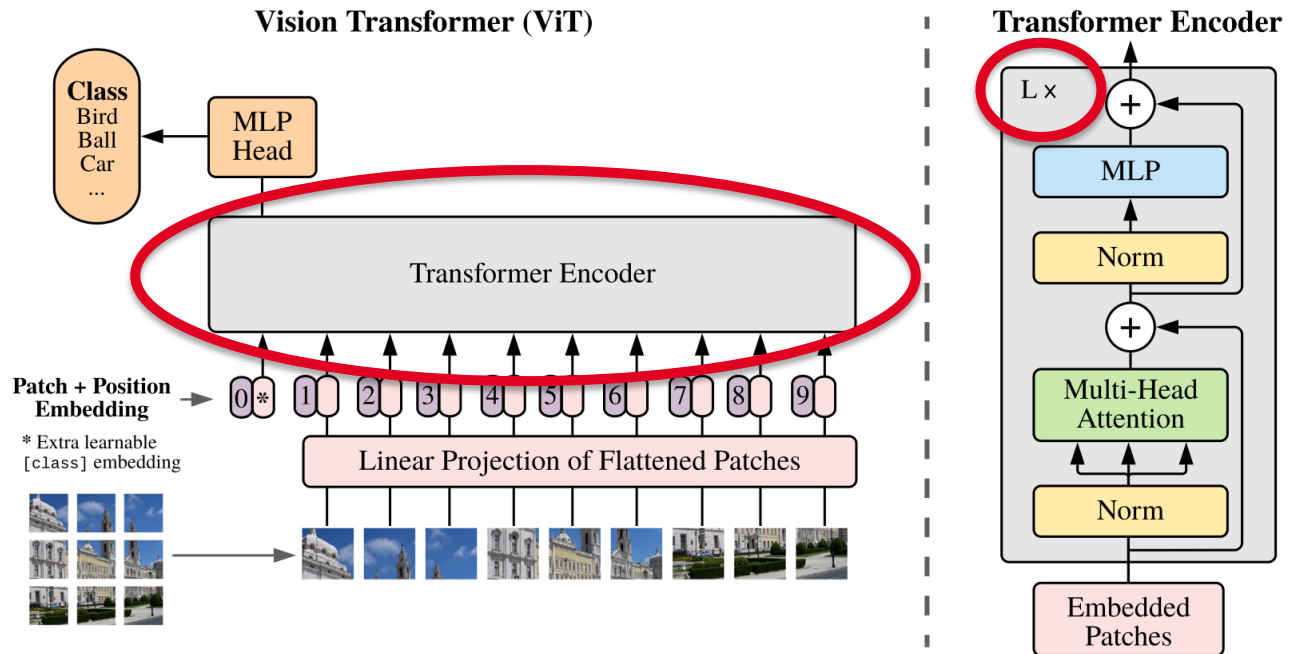 Vision Transformer (ViT)
Class
Bird
Ball
Car
...
MLP
Head
Transformer Encoder
Patch + Position
Embedding
0 * 1 2 3 4 5 6 7 8 9
* Extra learnable
[class] embedding
Linear Projection of Flattened Patches
Transformer Encoder
L ×
+
MLP
Norm
+
Multi-Head
Attention
Norm
Embedded
Patches